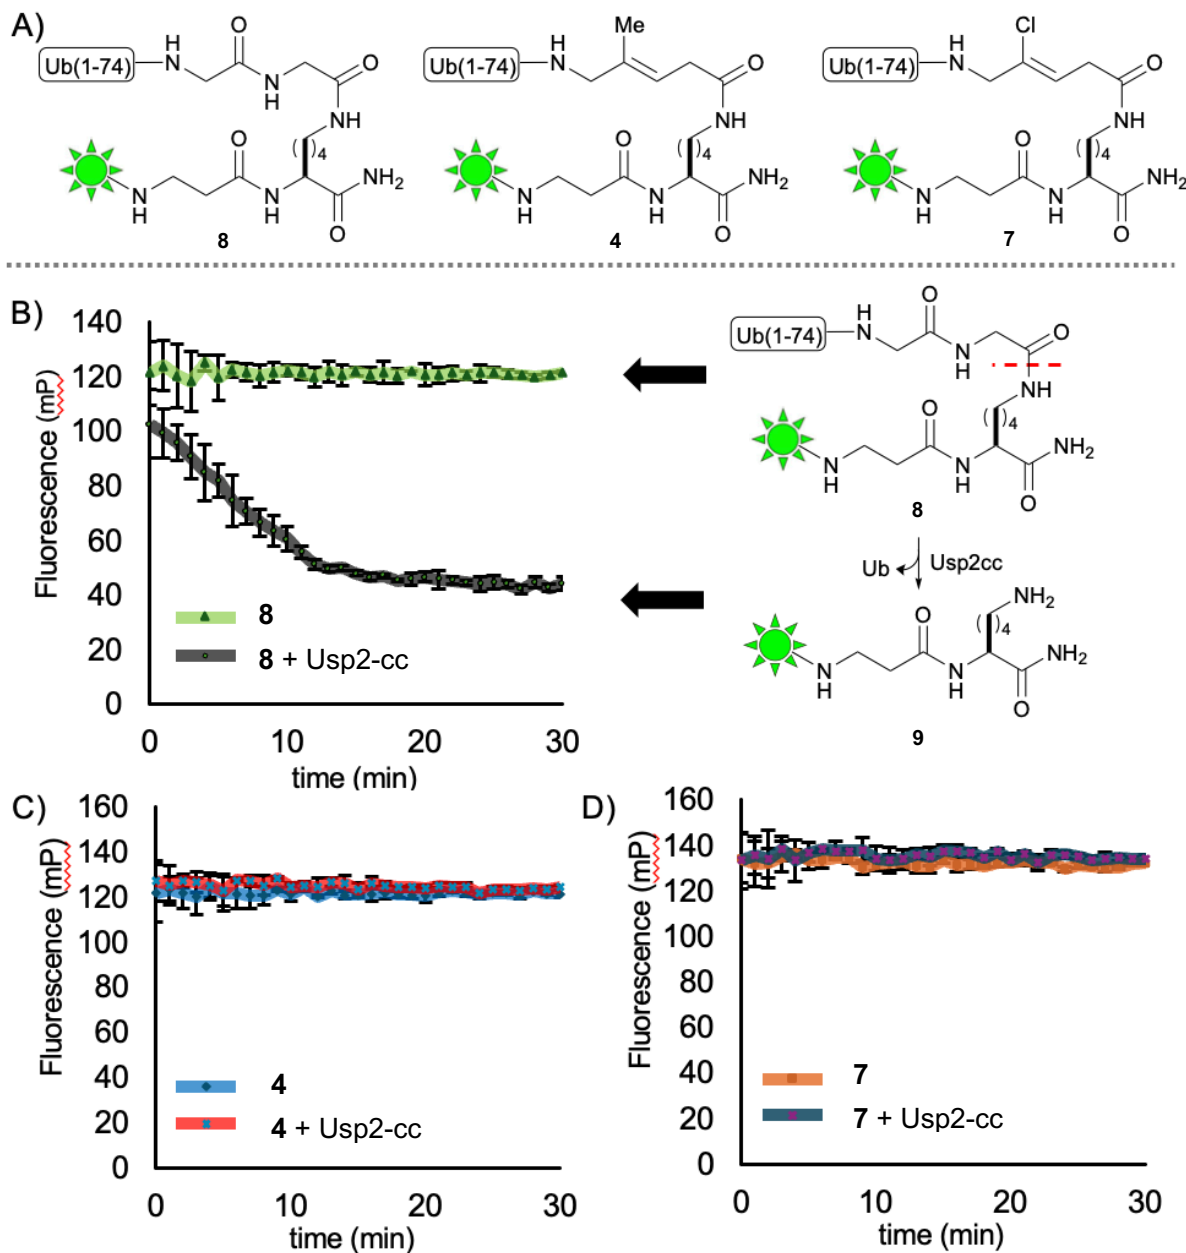 A)
H
N
O
N
H
O
NH
Ub(1-74)
( )4
O
N
H
N
H
NH2
O
8
H
N
Me
O
NH
Ub(1-74)
( )4
O
N
H
N
H
NH2
O
4
H
N
Cl
O
NH
Ub(1-74)
( )4
O
N
H
N
H
NH2
O
7
B)
Fluorescence (mP)
140
120
100
80
60
40
20
0
0 10 20 30
time (min)
8
8 + Usp2-cc
H
N
O
N
H
O
NH
Ub(1-74)
( )4
O
N
H
N
H
NH2
O
8
Ub
Usp2cc
NH2
( )4
O
N
H
N
H
NH2
O
9
C)
Fluorescence (mP)
160
140
120
100
80
60
40
20
0
0 10 20 30
time (min)
4
4 + Usp2-cc
D)
Fluorescence (mP)
160
140
120
100
80
60
40
20
0
0 10 20 30
time (min)
7
7 + Usp2-cc